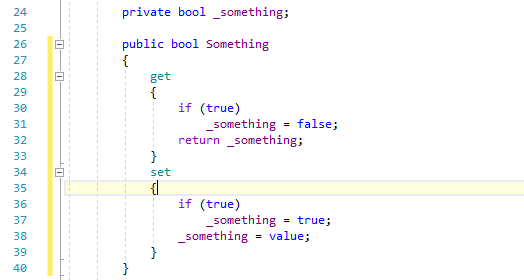 24 private bool _something;
25
26 public bool Something
27 {
28 get
29 {
30 if (true)
31 _something = false;
32 return _something;
33 }
34 set
35 {
36 if (true)
37 _something = true;
38 _something = value;
39 }
40 }